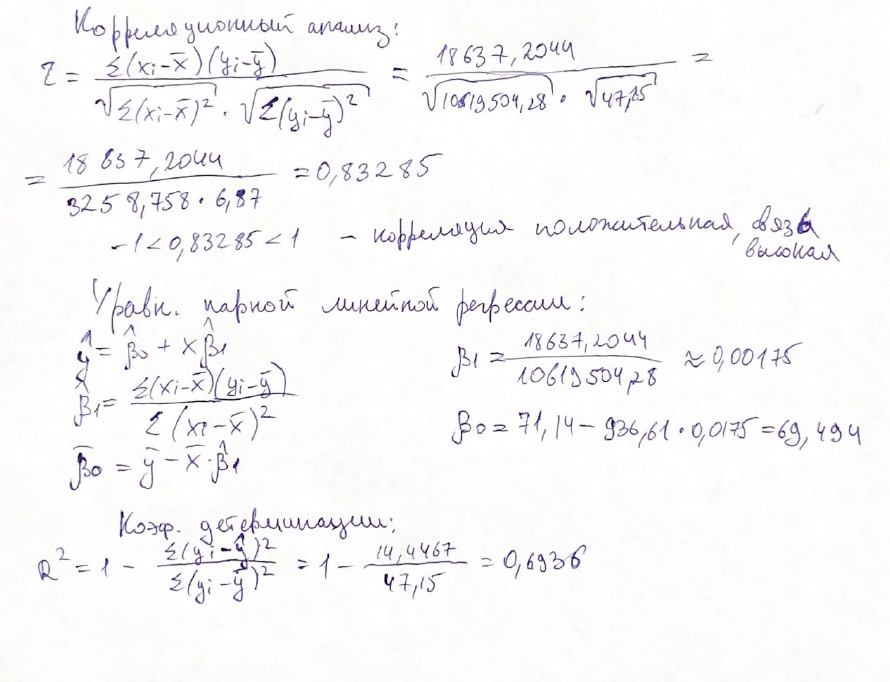 Корреляционный анализ:
r = Σ(xi-x̄)(yi-ȳ) / √Σ(xi-x̄)² · √Σ(yi-ȳ)² = 18637,2044 / √10619504,28 · √47,15 =
= 18637,2044 / 3258,758 · 6,87 = 0,83285
-1 < 0,83285 < 1 - корреляция положительная, связь
высокая
Уравн. парной линейной регрессии:
ŷ = β̂0 + xβ̂1
β̂1 = Σ(xi-x̄)(yi-ȳ) / Σ(xi-x̄)²
β̄0 = ȳ - x̄·β̂1
β1 = 18637,2044 / 10619504,28 ≈ 0,00175
β0 = 71,14 - 936,61 · 0,0175 = 69,494
Коэф. детерминации:
R² = 1 - Σ(yi-ŷ)² / Σ(yi-ȳ)² = 1 - 14,4467 / 47,15 = 0,6936